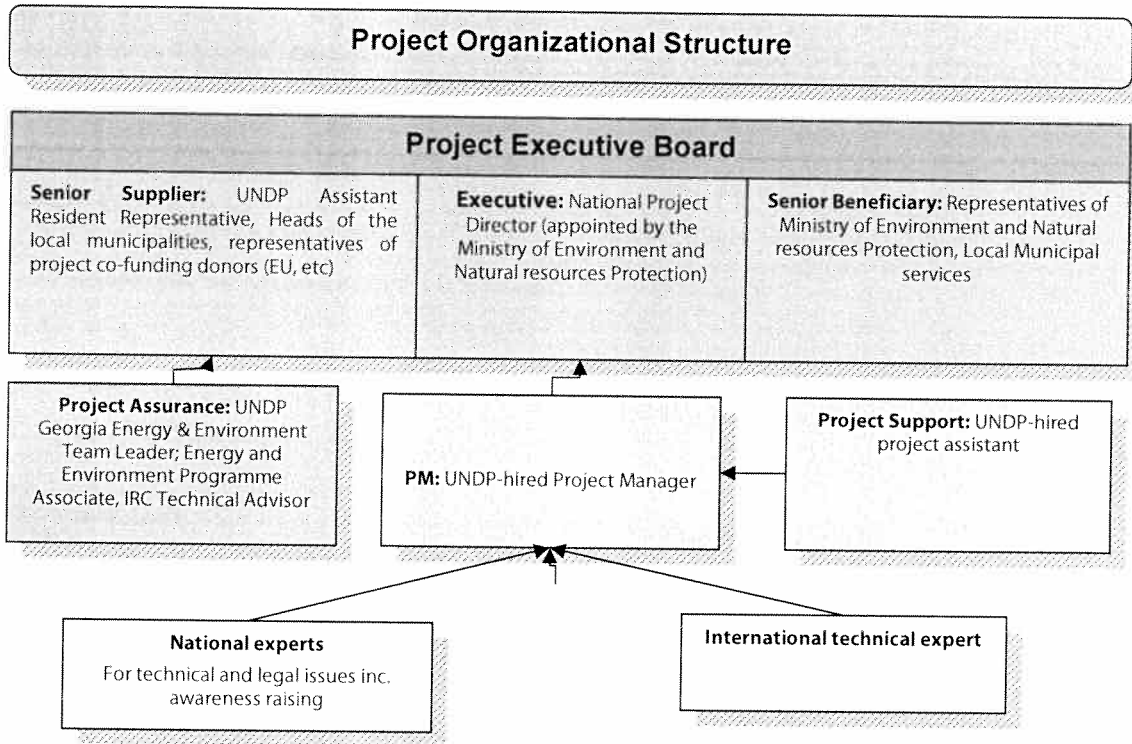 Project Organizational Structure
Project Executive Board
Senior Supplier: UNDP Assistant
Resident Representative, Heads of the
local municipalities, representatives of
project co-funding donors (EU, etc)
Executive: National Project
Director (appointed by the
Ministry of Environment and
Natural resources Protection)
Senior Beneficiary: Representatives of
Ministry of Environment and Natural
resources Protection, Local Municipal
services
Project Assurance: UNDP
Georgia Energy & Environment
Team Leader; Energy and
Environment Programme
Associate, IRC Technical Advisor
PM: UNDP-hired Project Manager
Project Support: UNDP-hired
project assistant
National experts
For technical and legal issues inc.
awareness raising
International technical expert